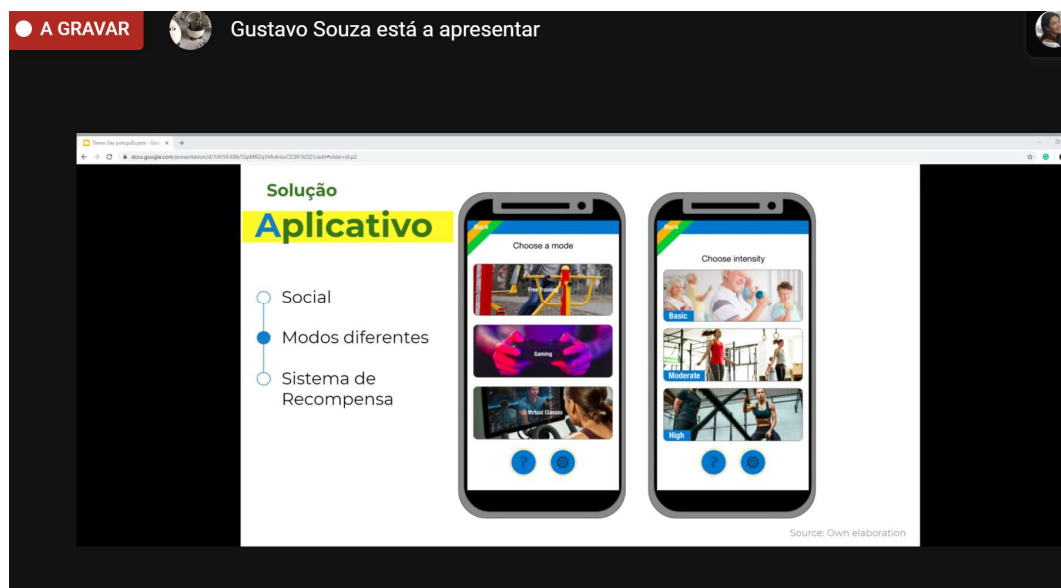 A GRAVAR
Gustavo Souza está a apresentar
Solução
Aplicativo
Social
Modos diferentes
Sistema de
Recompensa
Back
Choose a mode
Free Training
Gaming
Virtual Classes
Back
Choose intensity
Basic
Moderate
High
Source: Own elaboration